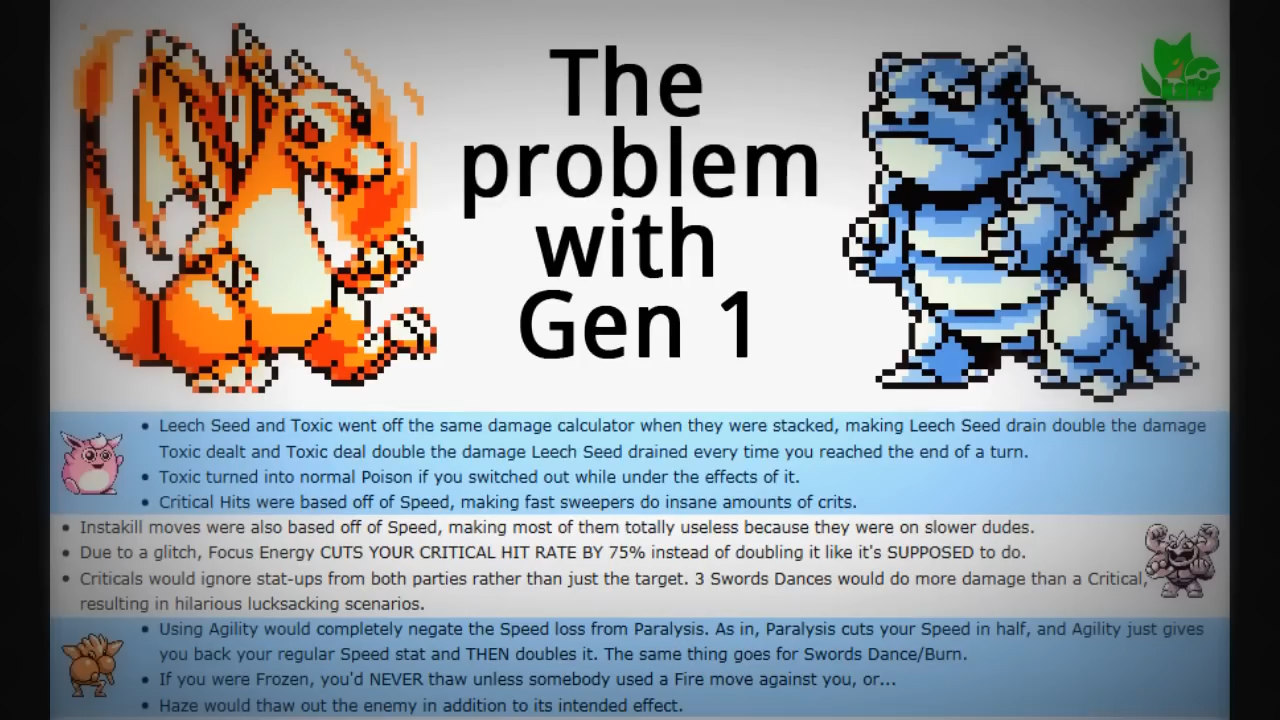 The
problem
with
Gen 1
• Leech Seed and Toxic went off the same damage calculator when they were stacked, making Leech Seed drain double the damage
Toxic dealt and Toxic deal double the damage Leech Seed drained every time you reached the end of a turn.
• Toxic turned into normal Poison if you switched out while under the effects of it.
• Critical Hits were based off of Speed, making fast sweepers do insane amounts of crits.
• Instakill moves were also based off of Speed, making most of them totally useless because they were on slower dudes.
• Due to a glitch, Focus Energy CUTS YOUR CRITICAL HIT RATE BY 75% instead of doubling it like it's SUPPOSED to do.
• Criticals would ignore stat-ups from both parties rather than just the target. 3 Swords Dances would do more damage than a Critical,
resulting in hilarious lucksacking scenarios.
• Using Agility would completely negate the Speed loss from Paralysis. As in, Paralysis cuts your Speed in half, and Agility just gives
you back your regular Speed stat and THEN doubles it. The same thing goes for Swords Dance/Burn.
• If you were Frozen, you'd NEVER thaw unless somebody used a Fire move against you, or...
• Haze would thaw out the enemy in addition to its intended effect.